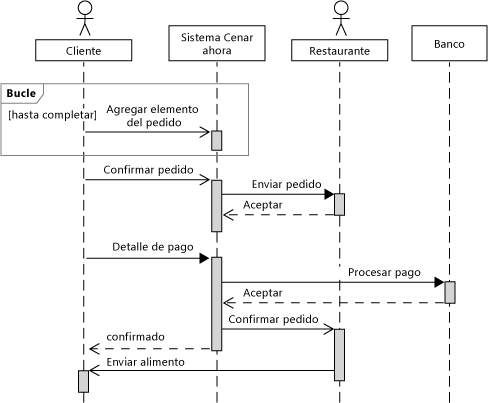 Cliente
Sistema Cenar
ahora
Restaurante
Banco
Bucle
[hasta completar]
Agregar elemento
del pedido
Confirmar pedido
Enviar pedido
Aceptar
Detalle de pago
Procesar pago
Aceptar
Confirmar pedido
confirmado
Enviar alimento